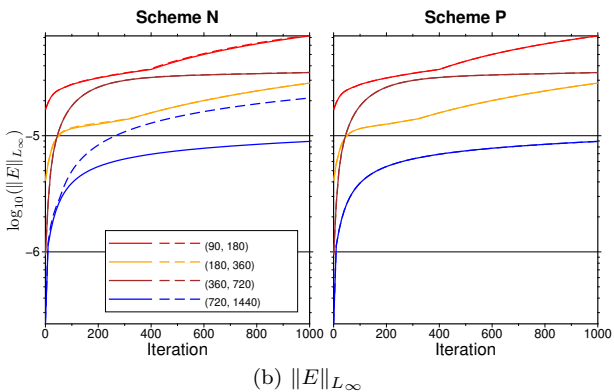 Scheme N
Scheme P
log10(‖E‖L∞)
-5
-6
(90, 180)
(180, 360)
(360, 720)
(720, 1440)
0 200 400 600 800 1000
0 200 400 600 800 1000
Iteration
Iteration
(b) ‖E‖L∞